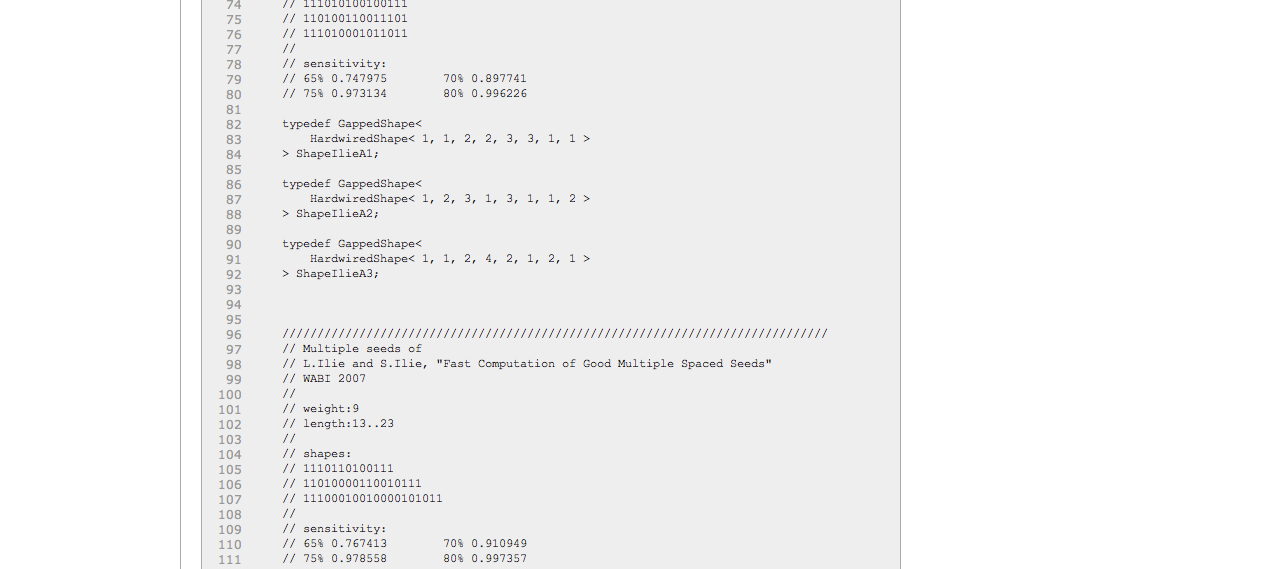 74 // 111010100100111
75 // 110100110011101
76 // 111010001011011
77 //
78 // sensitivity:
79 // 65% 0.747975 70% 0.897741
80 // 75% 0.973134 80% 0.996226
81
82 typedef GappedShape<
83 HardwiredShape< 1, 1, 2, 2, 3, 3, 1, 1 >
84 > ShapeIlieA1;
85
86 typedef GappedShape<
87 HardwiredShape< 1, 2, 3, 1, 3, 1, 1, 2 >
88 > ShapeIlieA2;
89
90 typedef GappedShape<
91 HardwiredShape< 1, 1, 2, 4, 2, 1, 2, 1 >
92 > ShapeIlieA3;
93
94
95
96 //////////////////////////////////////////////////////////////////////////////
97 // Multiple seeds of
98 // L.Ilie and S.Ilie, "Fast Computation of Good Multiple Spaced Seeds"
99 // WABI 2007
100 //
101 // weight:9
102 // length:13..23
103 //
104 // shapes:
105 // 1110110100111
106 // 11010000110010111
107 // 11100010010000101011
108 //
109 // sensitivity:
110 // 65% 0.767413 70% 0.910949
111 // 75% 0.978558 80% 0.997357